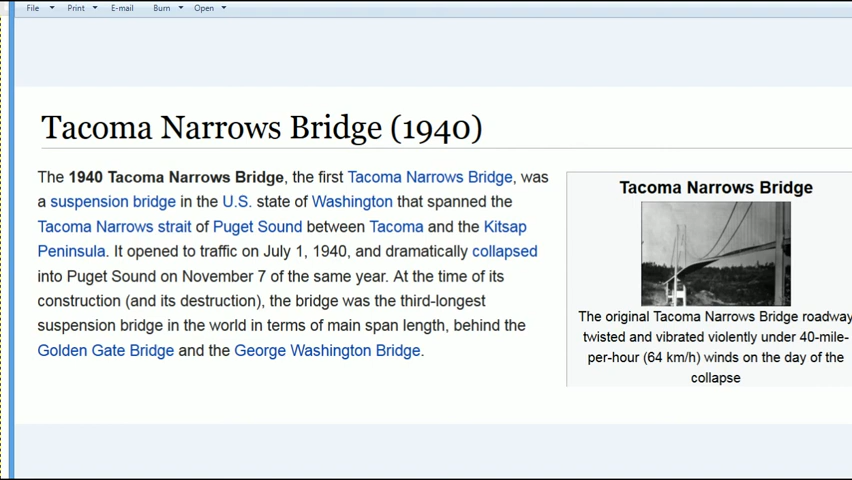 File Print E-mail Burn Open
Tacoma Narrows Bridge (1940)
The 1940 Tacoma Narrows Bridge, the first Tacoma Narrows Bridge, was
a suspension bridge in the U.S. state of Washington that spanned the
Tacoma Narrows strait of Puget Sound between Tacoma and the Kitsap
Peninsula. It opened to traffic on July 1, 1940, and dramatically collapsed
into Puget Sound on November 7 of the same year. At the time of its
construction (and its destruction), the bridge was the third-longest
suspension bridge in the world in terms of main span length, behind the
Golden Gate Bridge and the George Washington Bridge.
Tacoma Narrows Bridge
The original Tacoma Narrows Bridge roadway
twisted and vibrated violently under 40-mile-
per-hour (64 km/h) winds on the day of the
collapse